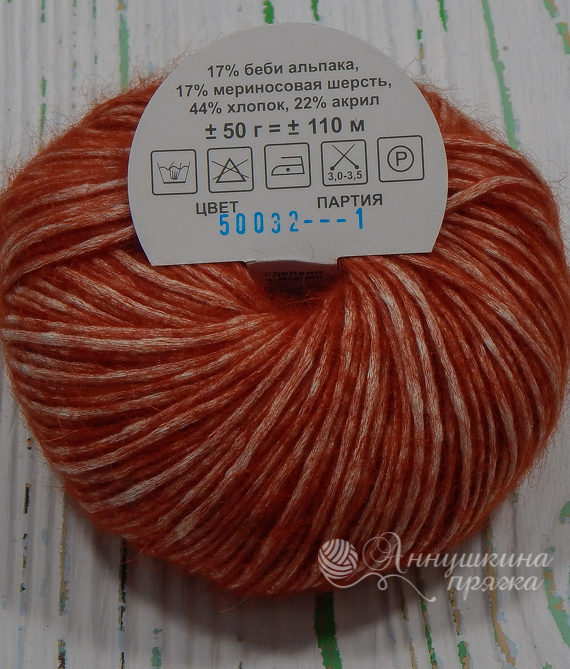 17% беби альпака,
17% мериносовая шерсть,
44% хлопок, 22% акрил
± 50 г = ± 110 м
3,0-3,5
P
ЦВЕТ ПАРТИЯ
50032---1
сделано
Аннушкина
пряжа